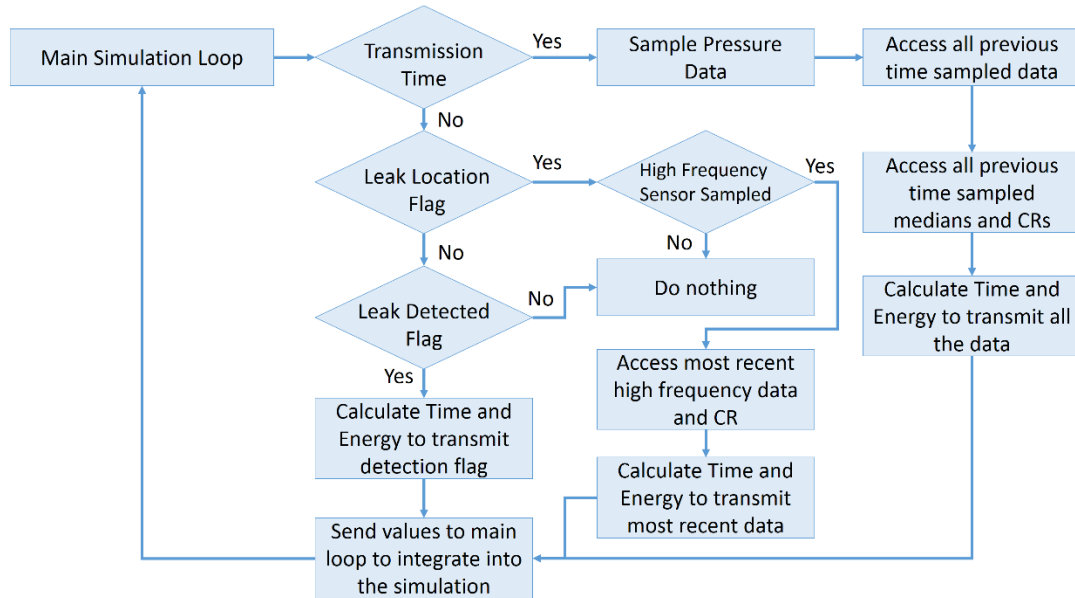 Main Simulation Loop
Transmission
Time
Yes
Sample Pressure
Data
Access all previous
time sampled data
No
Leak Location
Flag
Yes
High Frequency
Sensor Sampled
Yes
Access all previous
time sampled
medians and CRs
No
No
Leak Detected
Flag
No
Do nothing
Calculate Time and
Energy to transmit all
the data
Yes
Access most recent
high frequency data
and CR
Calculate Time and
Energy to transmit
detection flag
Calculate Time and
Energy to transmit
most recent data
Send values to main
loop to integrate into
the simulation